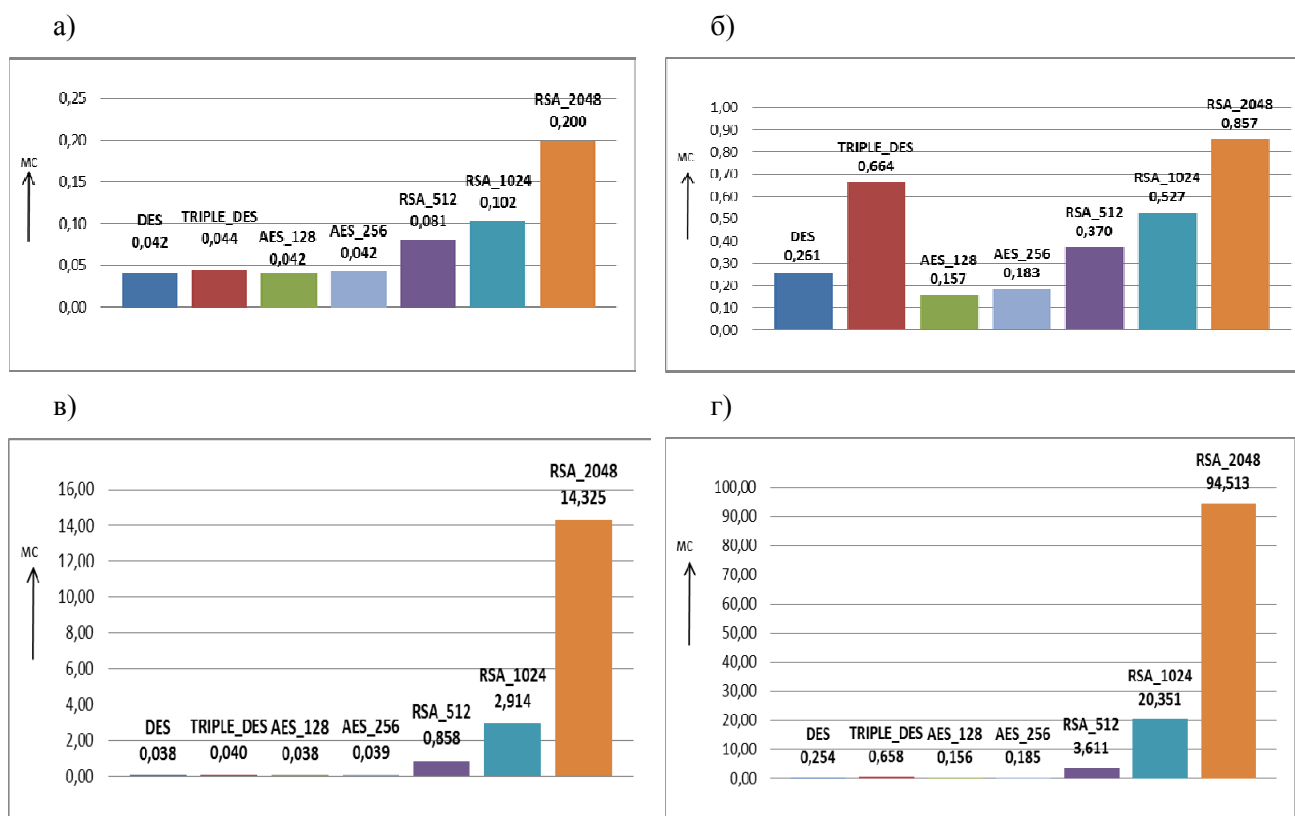 а)
0,25
0,20
0,15
0,10
0,05
0,00
МС
DES
0,042
TRIPLE_DES
0,044
AES_128
0,042
AES_256
0,042
RSA_512
0,081
RSA_1024
0,102
RSA_2048
0,200
б)
1,00
0,90
0,80
0,70
0,60
0,50
0,40
0,30
0,20
0,10
0,00
МС
DES
0,261
TRIPLE_DES
0,664
AES_128
0,157
AES_256
0,183
RSA_512
0,370
RSA_1024
0,527
RSA_2048
0,857
в)
16,00
14,00
12,00
10,00
8,00
6,00
4,00
2,00
0,00
МС
DES
0,038
TRIPLE_DES
0,040
AES_128
0,038
AES_256
0,039
RSA_512
0,858
RSA_1024
2,914
RSA_2048
14,325
г)
100,00
90,00
80,00
70,00
60,00
50,00
40,00
30,00
20,00
10,00
0,00
МС
DES
0,254
TRIPLE_DES
0,658
AES_128
0,156
AES_256
0,185
RSA_512
3,611
RSA_1024
20,351
RSA_2048
94,513